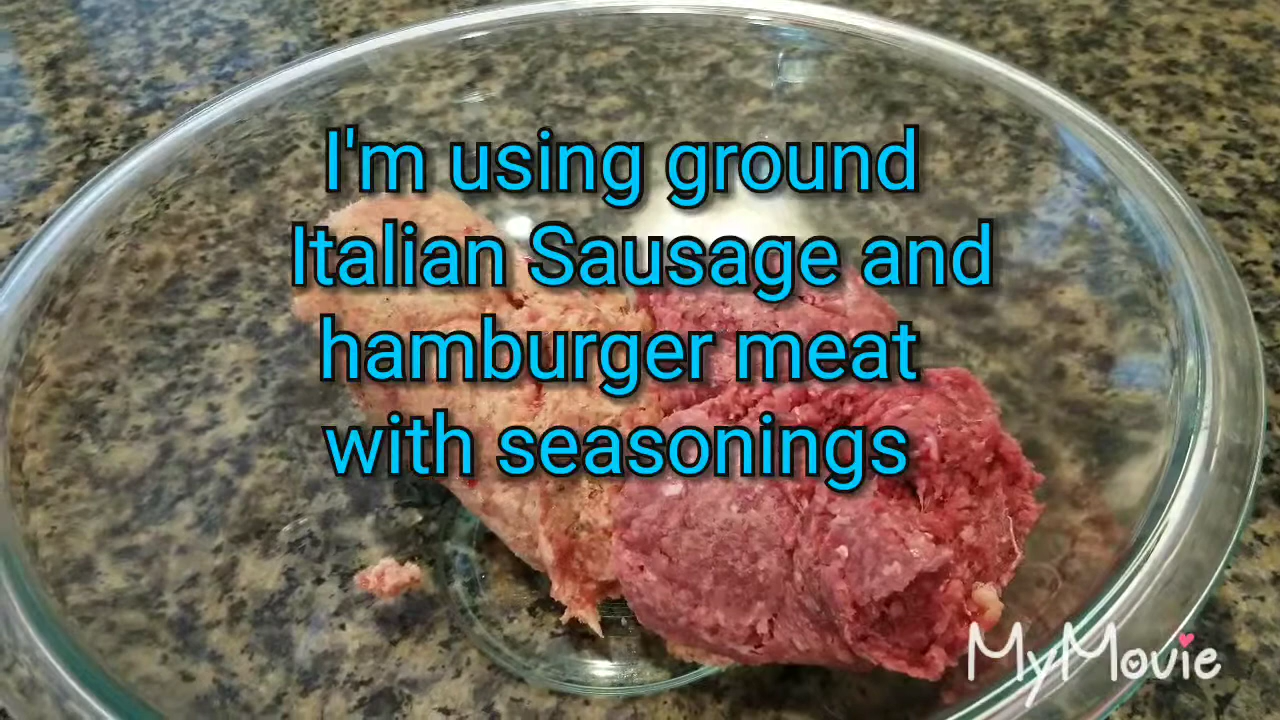 I'm using ground
Italian Sausage and
hamburger meat
with seasonings
MyMovie